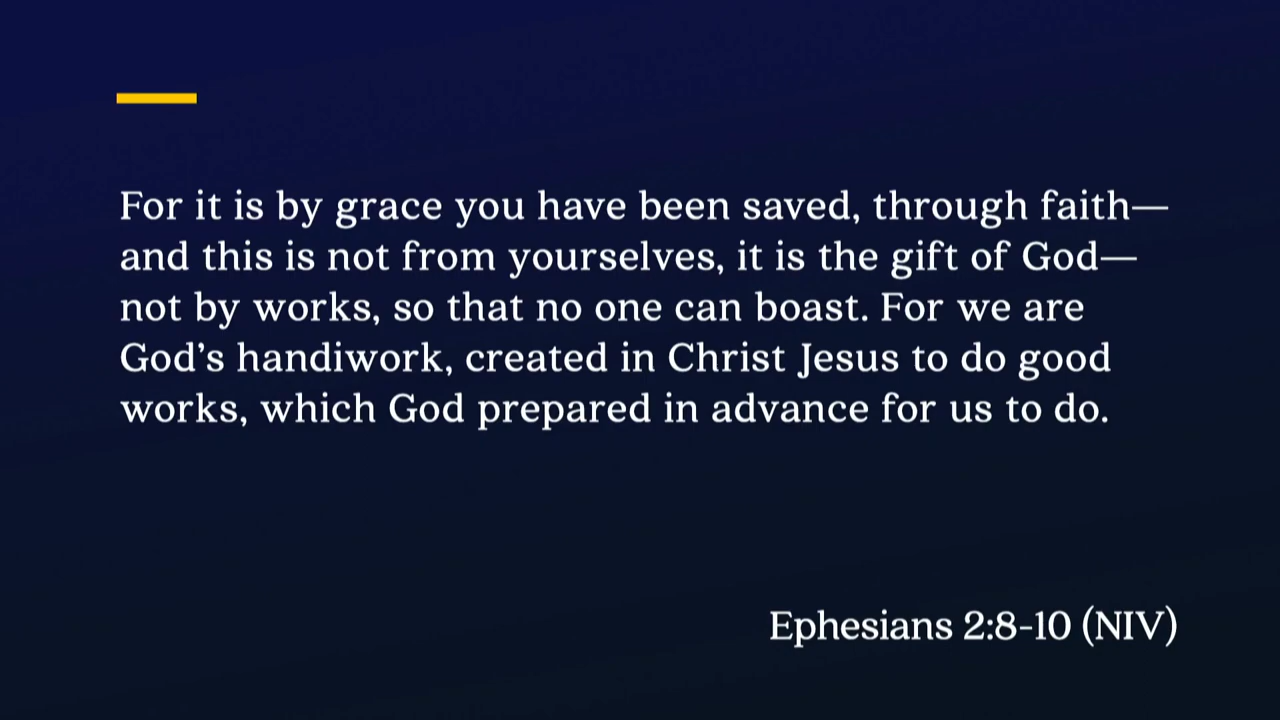 For it is by grace you have been saved, through faith—
and this is not from yourselves, it is the gift of God—
not by works, so that no one can boast. For we are
God’s handiwork, created in Christ Jesus to do good
works, which God prepared in advance for us to do.
Ephesians 2:8-10 (NIV)